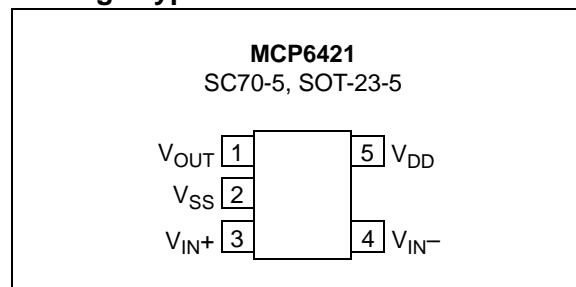 MCP6421
SC70-5, SOT-23-5
VOUT 1 5 VDD
VSS 2
VIN+ 3 4 VIN–